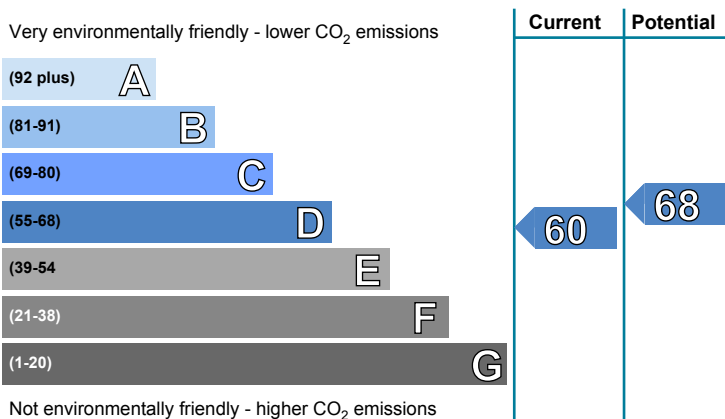 Current Potential
Very environmentally friendly - lower CO2 emissions
(92 plus) A
(81-91) B
(69-80) C
(55-68) D
60 68
(39-54 E
(21-38) F
(1-20) G
Not environmentally friendly - higher CO2 emissions